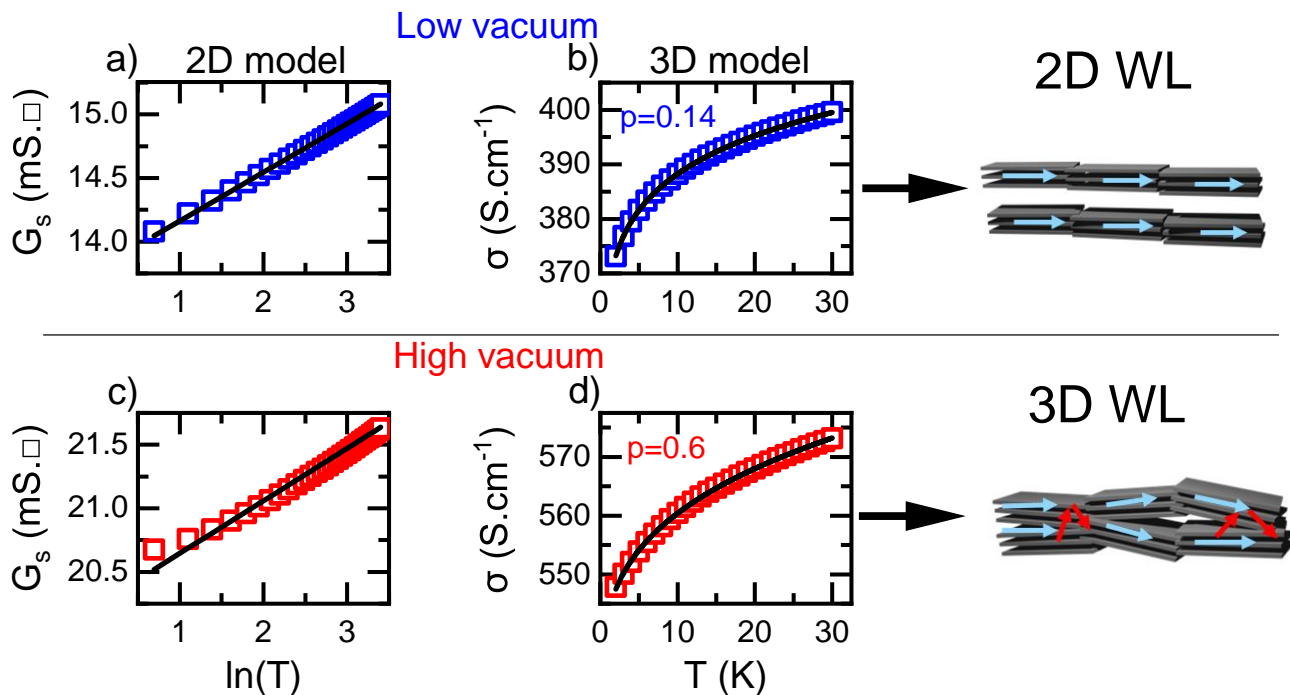 Low vacuum
a) 2D model
b) 3D model
2D WL
Gₛ (mS.□)
15.0
14.5
14.0
1 2 3
σ (S.cm⁻¹)
400
390
380
370
p=0.14
0 10 20 30
High vacuum
c)
d)
3D WL
Gₛ (mS.□)
21.5
21.0
20.5
1 2 3
ln(T)
σ (S.cm⁻¹)
570
560
550
p=0.6
0 10 20 30
T (K)